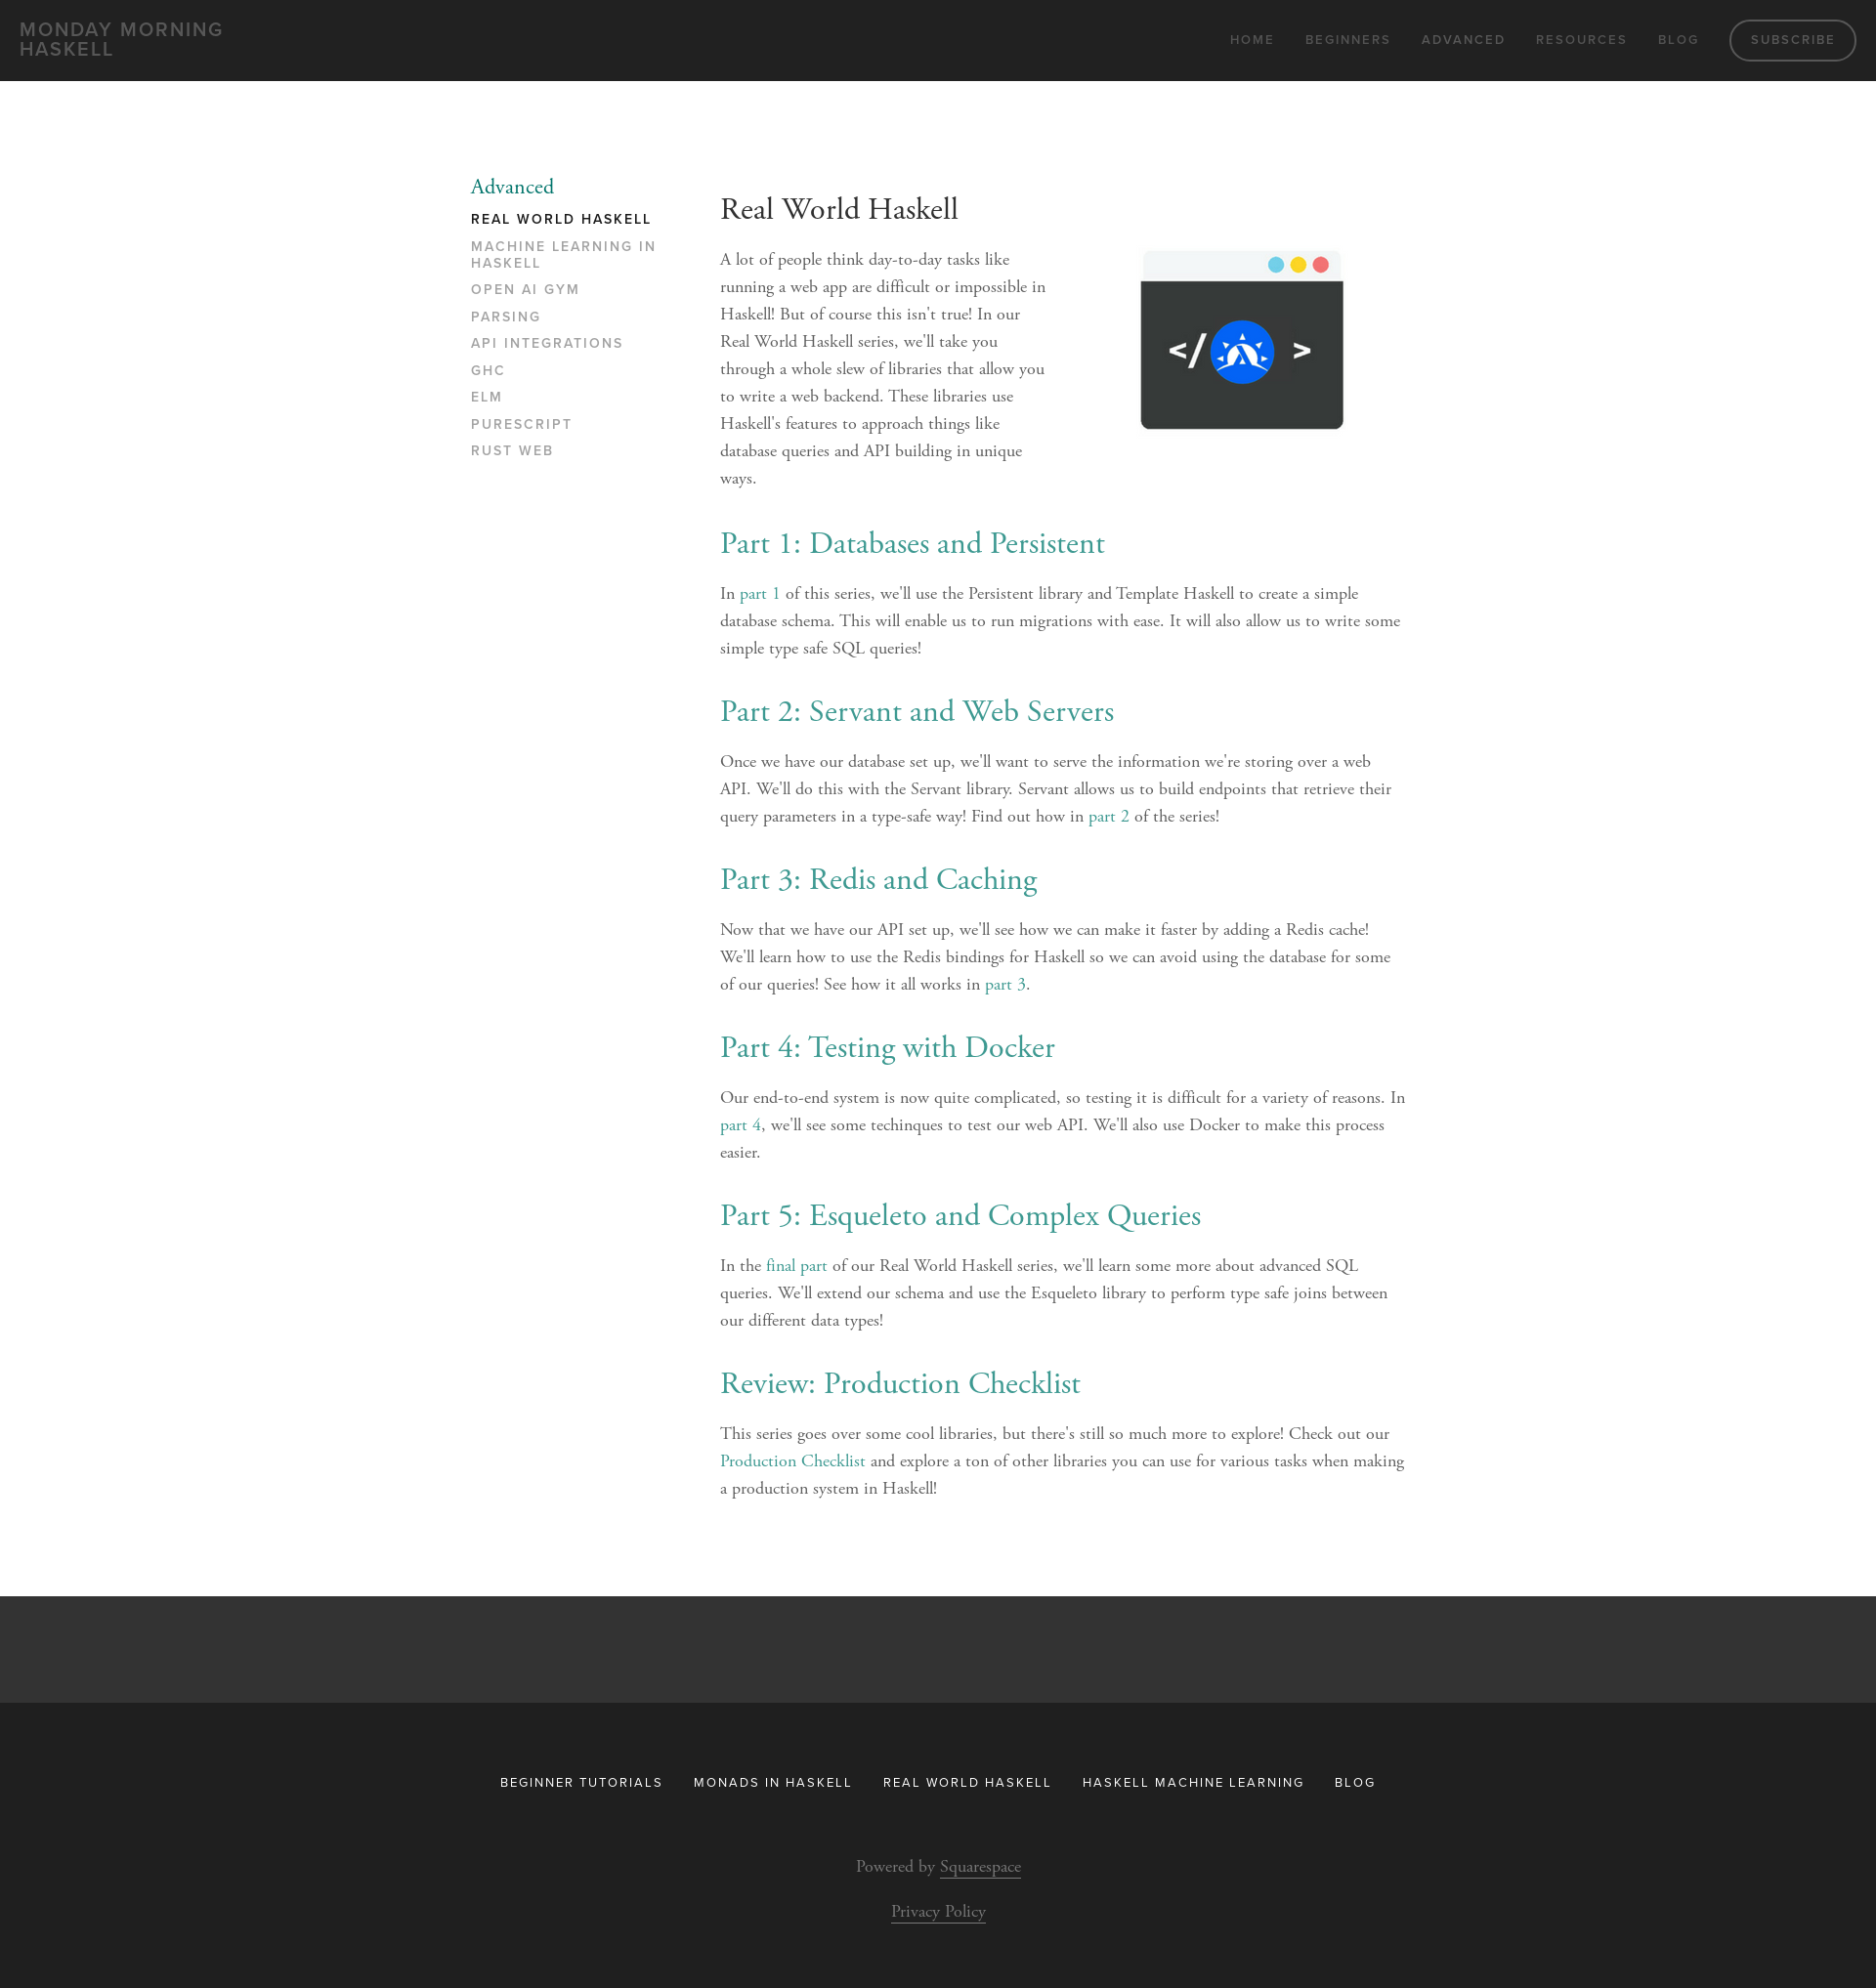 MONDAY MORNING
HASKELL
HOME BEGINNERS ADVANCED RESOURCES BLOG SUBSCRIBE
Advanced
REAL WORLD HASKELL
MACHINE LEARNING IN
HASKELL
OPEN AI GYM
PARSING
API INTEGRATIONS
GHC
ELM
PURESCRIPT
RUST WEB
Real World Haskell
A lot of people think day-to-day tasks like
running a web app are difficult or impossible in
Haskell! But of course this isn't true! In our
Real World Haskell series, we'll take you
through a whole slew of libraries that allow you
to write a web backend. These libraries use
Haskell's features to approach things like
database queries and API building in unique
ways.
</ >
Part 1: Databases and Persistent
In part 1 of this series, we'll use the Persistent library and Template Haskell to create a simple
database schema. This will enable us to run migrations with ease. It will also allow us to write some
simple type safe SQL queries!
Part 2: Servant and Web Servers
Once we have our database set up, we'll want to serve the information we're storing over a web
API. We'll do this with the Servant library. Servant allows us to build endpoints that retrieve their
query parameters in a type-safe way! Find out how in part 2 of the series!
Part 3: Redis and Caching
Now that we have our API set up, we'll see how we can make it faster by adding a Redis cache!
We'll learn how to use the Redis bindings for Haskell so we can avoid using the database for some
of our queries! See how it all works in part 3.
Part 4: Testing with Docker
Our end-to-end system is now quite complicated, so testing it is difficult for a variety of reasons. In
part 4, we'll see some techinques to test our web API. We'll also use Docker to make this process
easier.
Part 5: Esqueleto and Complex Queries
In the final part of our Real World Haskell series, we'll learn some more about advanced SQL
queries. We'll extend our schema and use the Esqueleto library to perform type safe joins between
our different data types!
Review: Production Checklist
This series goes over some cool libraries, but there's still so much more to explore! Check out our
Production Checklist and explore a ton of other libraries you can use for various tasks when making
a production system in Haskell!
BEGINNER TUTORIALS MONADS IN HASKELL REAL WORLD HASKELL HASKELL MACHINE LEARNING BLOG
Powered by Squarespace
Privacy Policy